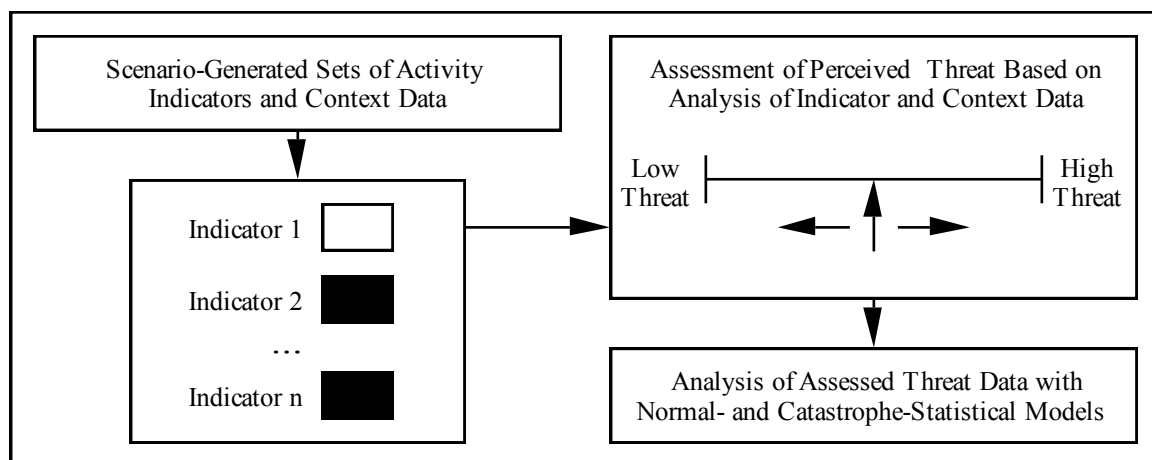 Scenario-Generated Sets of Activity
Indicators and Context Data
Indicator 1
Indicator 2
...
Indicator n
Assessment of Perceived Threat Based on
Analysis of Indicator and Context Data
Low
Threat
High
Threat
Analysis of Assessed Threat Data with
Normal- and Catastrophe-Statistical Models